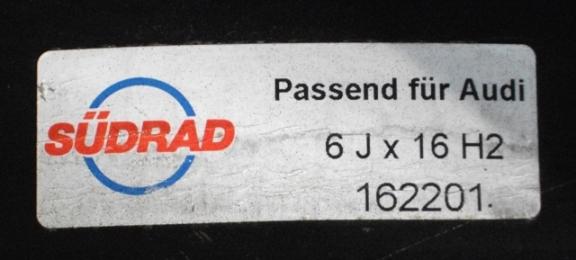 SÜDRAD
Passend für Audi
6 J x 16 H2
162201